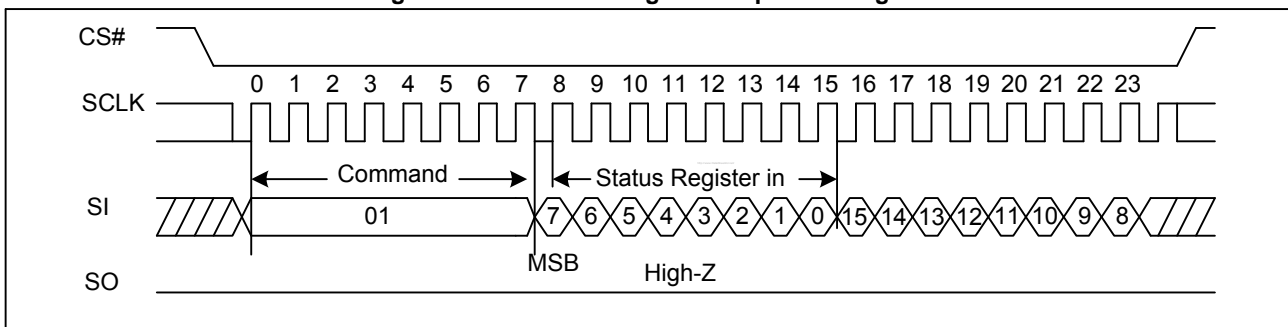 CS#
0 1 2 3 4 5 6 7 8 9 10 11 12 13 14 15 16 17 18 19 20 21 22 23
SCLK
Command
Status Register in
SI
01
7 6 5 4 3 2 1 0 15 14 13 12 11 10 9 8
MSB
High-Z
SO